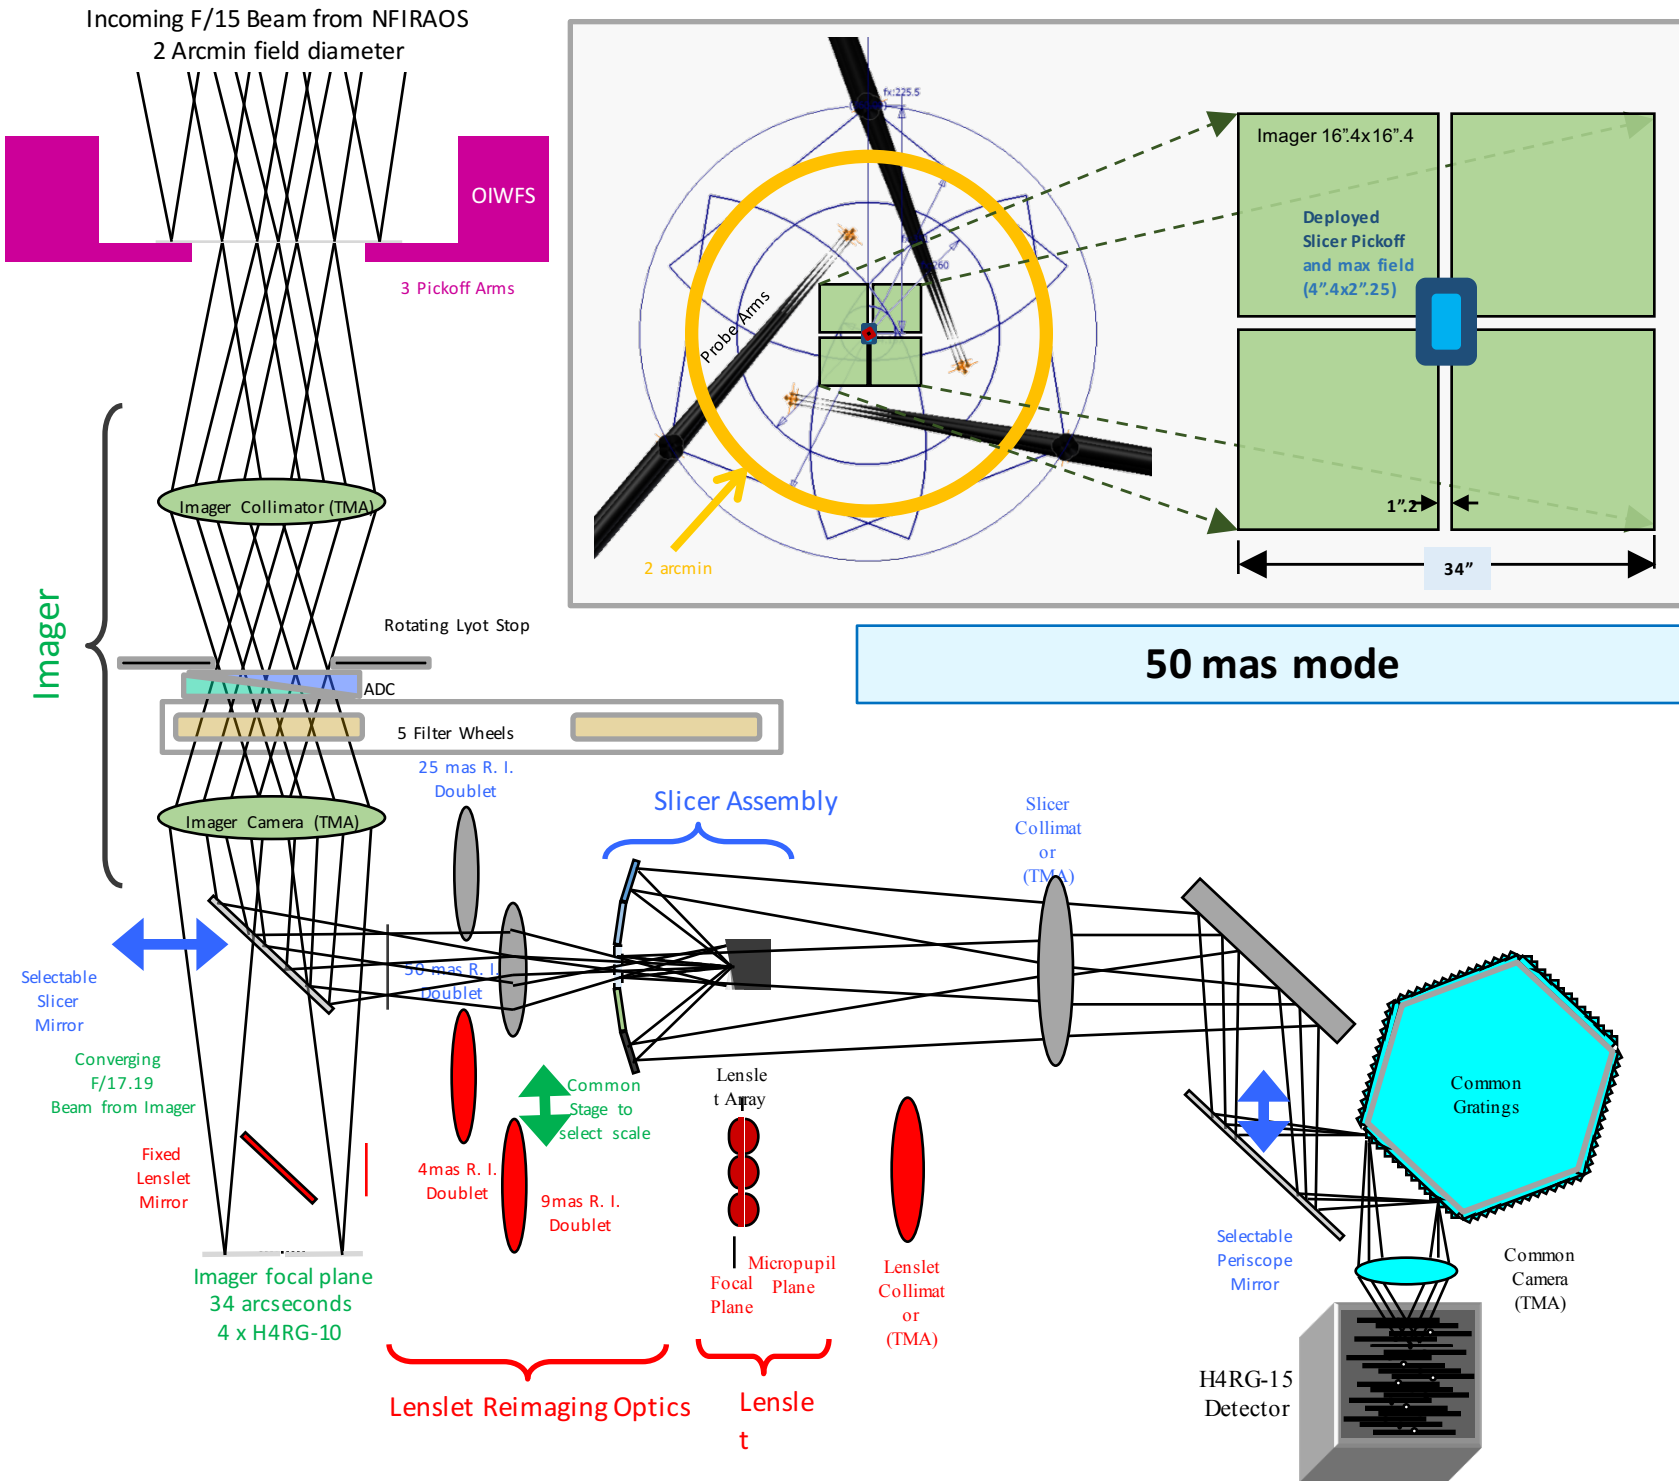 Incoming F/15 Beam from NFIRAOS
2 Arcmin field diameter
OIWFS
3 Pickoff Arms
fx:225.5
260
Probe Arms
2 arcmin
Imager 16".4x16".4
Deployed
Slicer Pickoff
and max field
(4".4x2".25)
1".2
34"
50 mas mode
Imager
Imager Collimator (TMA)
Rotating Lyot Stop
ADC
5 Filter Wheels
Imager Camera (TMA)
25 mas R. I.
Doublet
Slicer Assembly
Slicer
Collimat
or
(TMA)
Selectable
Slicer
Mirror
50 mas R. I.
Doublet
Converging
F/17.19
Beam from Imager
Common
Stage to
select scale
Lensle
t Array
Common
Gratings
Fixed
Lenslet
Mirror
4mas R. I.
Doublet
9mas R. I.
Doublet
Focal
Plane
Micropupil
Plane
Lenslet
Collimat
or
(TMA)
Selectable
Periscope
Mirror
Common
Camera
(TMA)
Imager focal plane
34 arcseconds
4 x H4RG-10
Lenslet Reimaging Optics
Lensle
t
H4RG-15
Detector